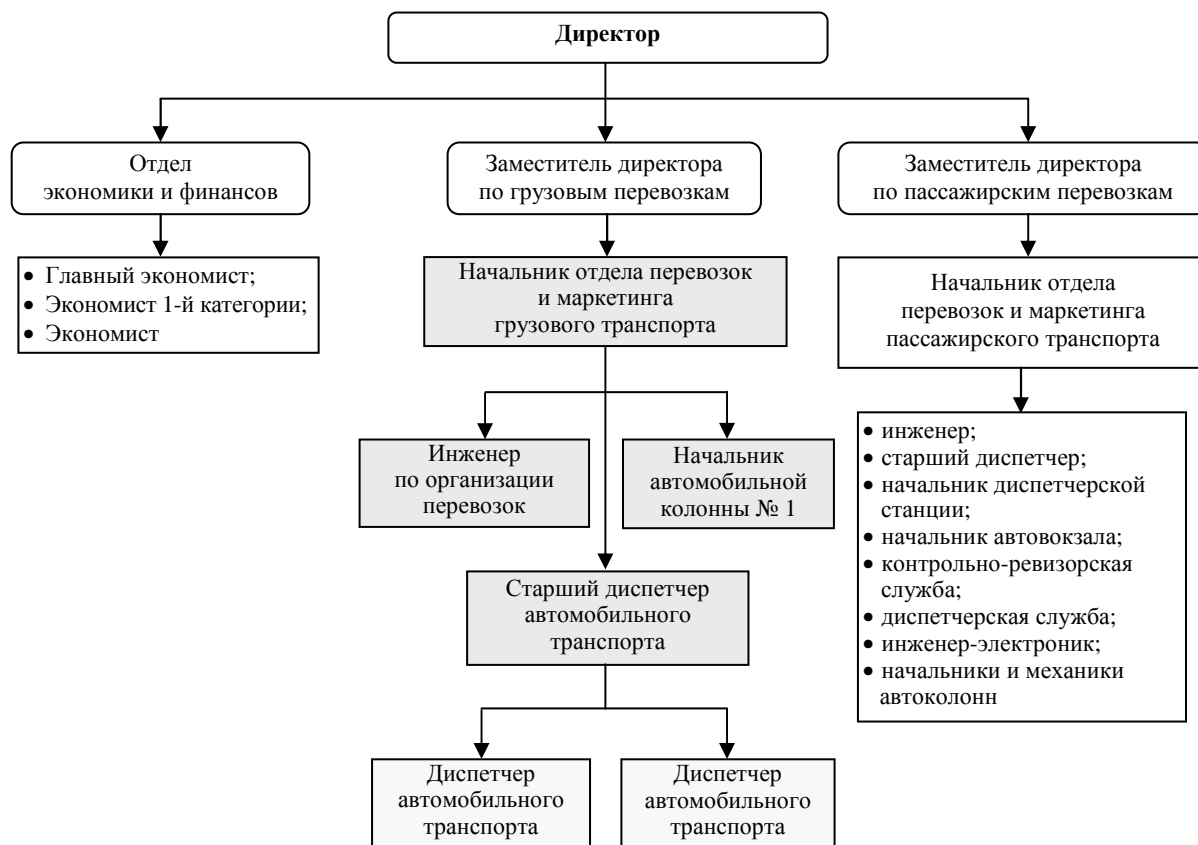 Директор
Отдел
экономики и финансов
Заместитель директора
по грузовым перевозкам
Заместитель директора
по пассажирским перевозкам
• Главный экономист;
• Экономист 1-й категории;
• Экономист
Начальник отдела перевозок
и маркетинга
грузового транспорта
Начальник отдела
перевозок и маркетинга
пассажирского транспорта
Инженер
по организации
перевозок
Начальник
автомобильной
колонны № 1
• инженер;
• старший диспетчер;
• начальник диспетчерской
станции;
• начальник автовокзала;
• контрольно-ревизорская
служба;
• диспетчерская служба;
• инженер-электроник;
• начальники и механики
автоколонн
Старший диспетчер
автомобильного
транспорта
Диспетчер
автомобильного
транспорта
Диспетчер
автомобильного
транспорта